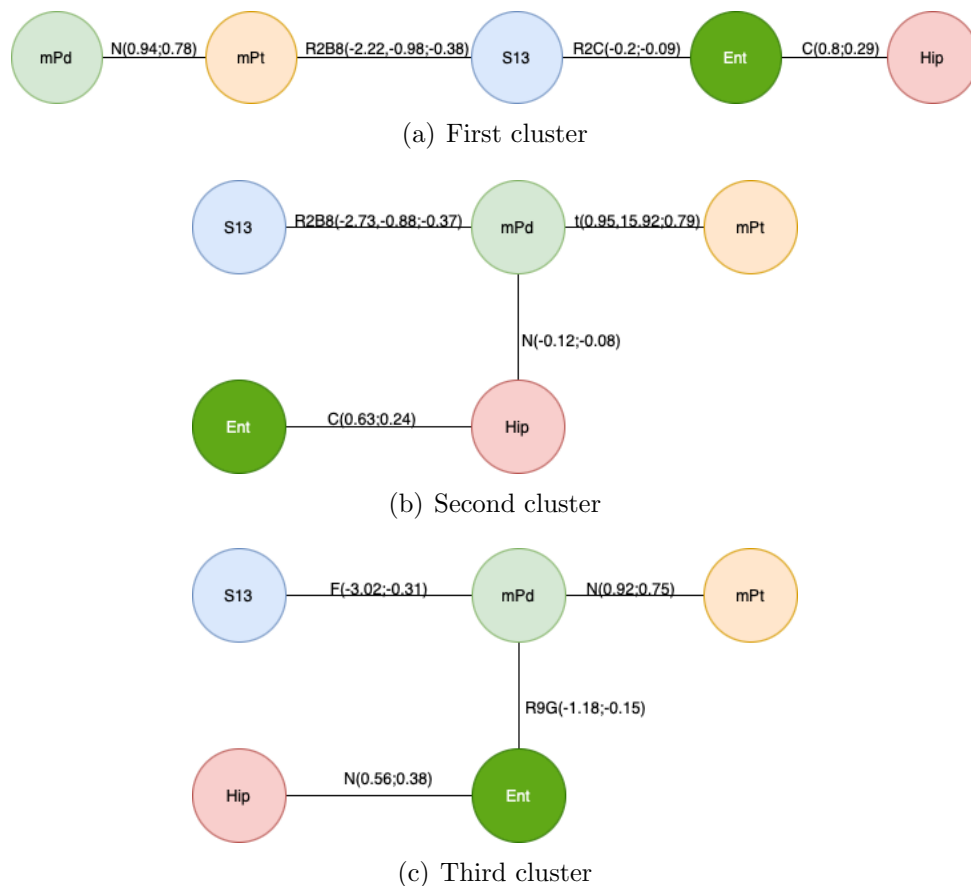 mPd N(0.94;0.78) mPt R2B8(-2.22,-0.98;-0.38) S13 R2C(-0.2;-0.09) Ent C(0.8;0.29) Hip
(a) First cluster
S13 R2B8(-2.73,-0.88;-0.37) mPd t(0.95,15.92;0.79) mPt
N(-0.12;-0.08)
Ent C(0.63;0.24) Hip
(b) Second cluster
S13 F(-3.02;-0.31) mPd N(0.92;0.75) mPt
R9G(-1.18;-0.15)
Hip N(0.56;0.38) Ent
(c) Third cluster